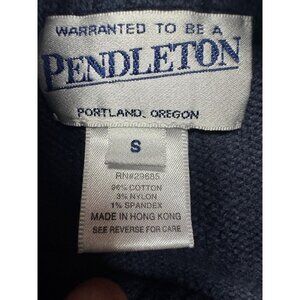 WARRANTED TO BE A
PENDLETON
PORTLAND, OREGON
S
RN#29685
96% COTTON
3% NYLON
1% SPANDEX
MADE IN HONG KONG
SEE REVERSE FOR CARE